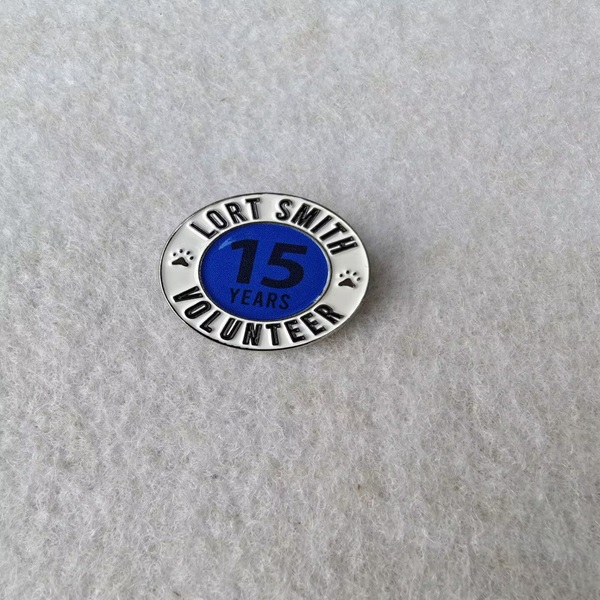 LORT SMITH
15
YEARS
VOLUNTEER